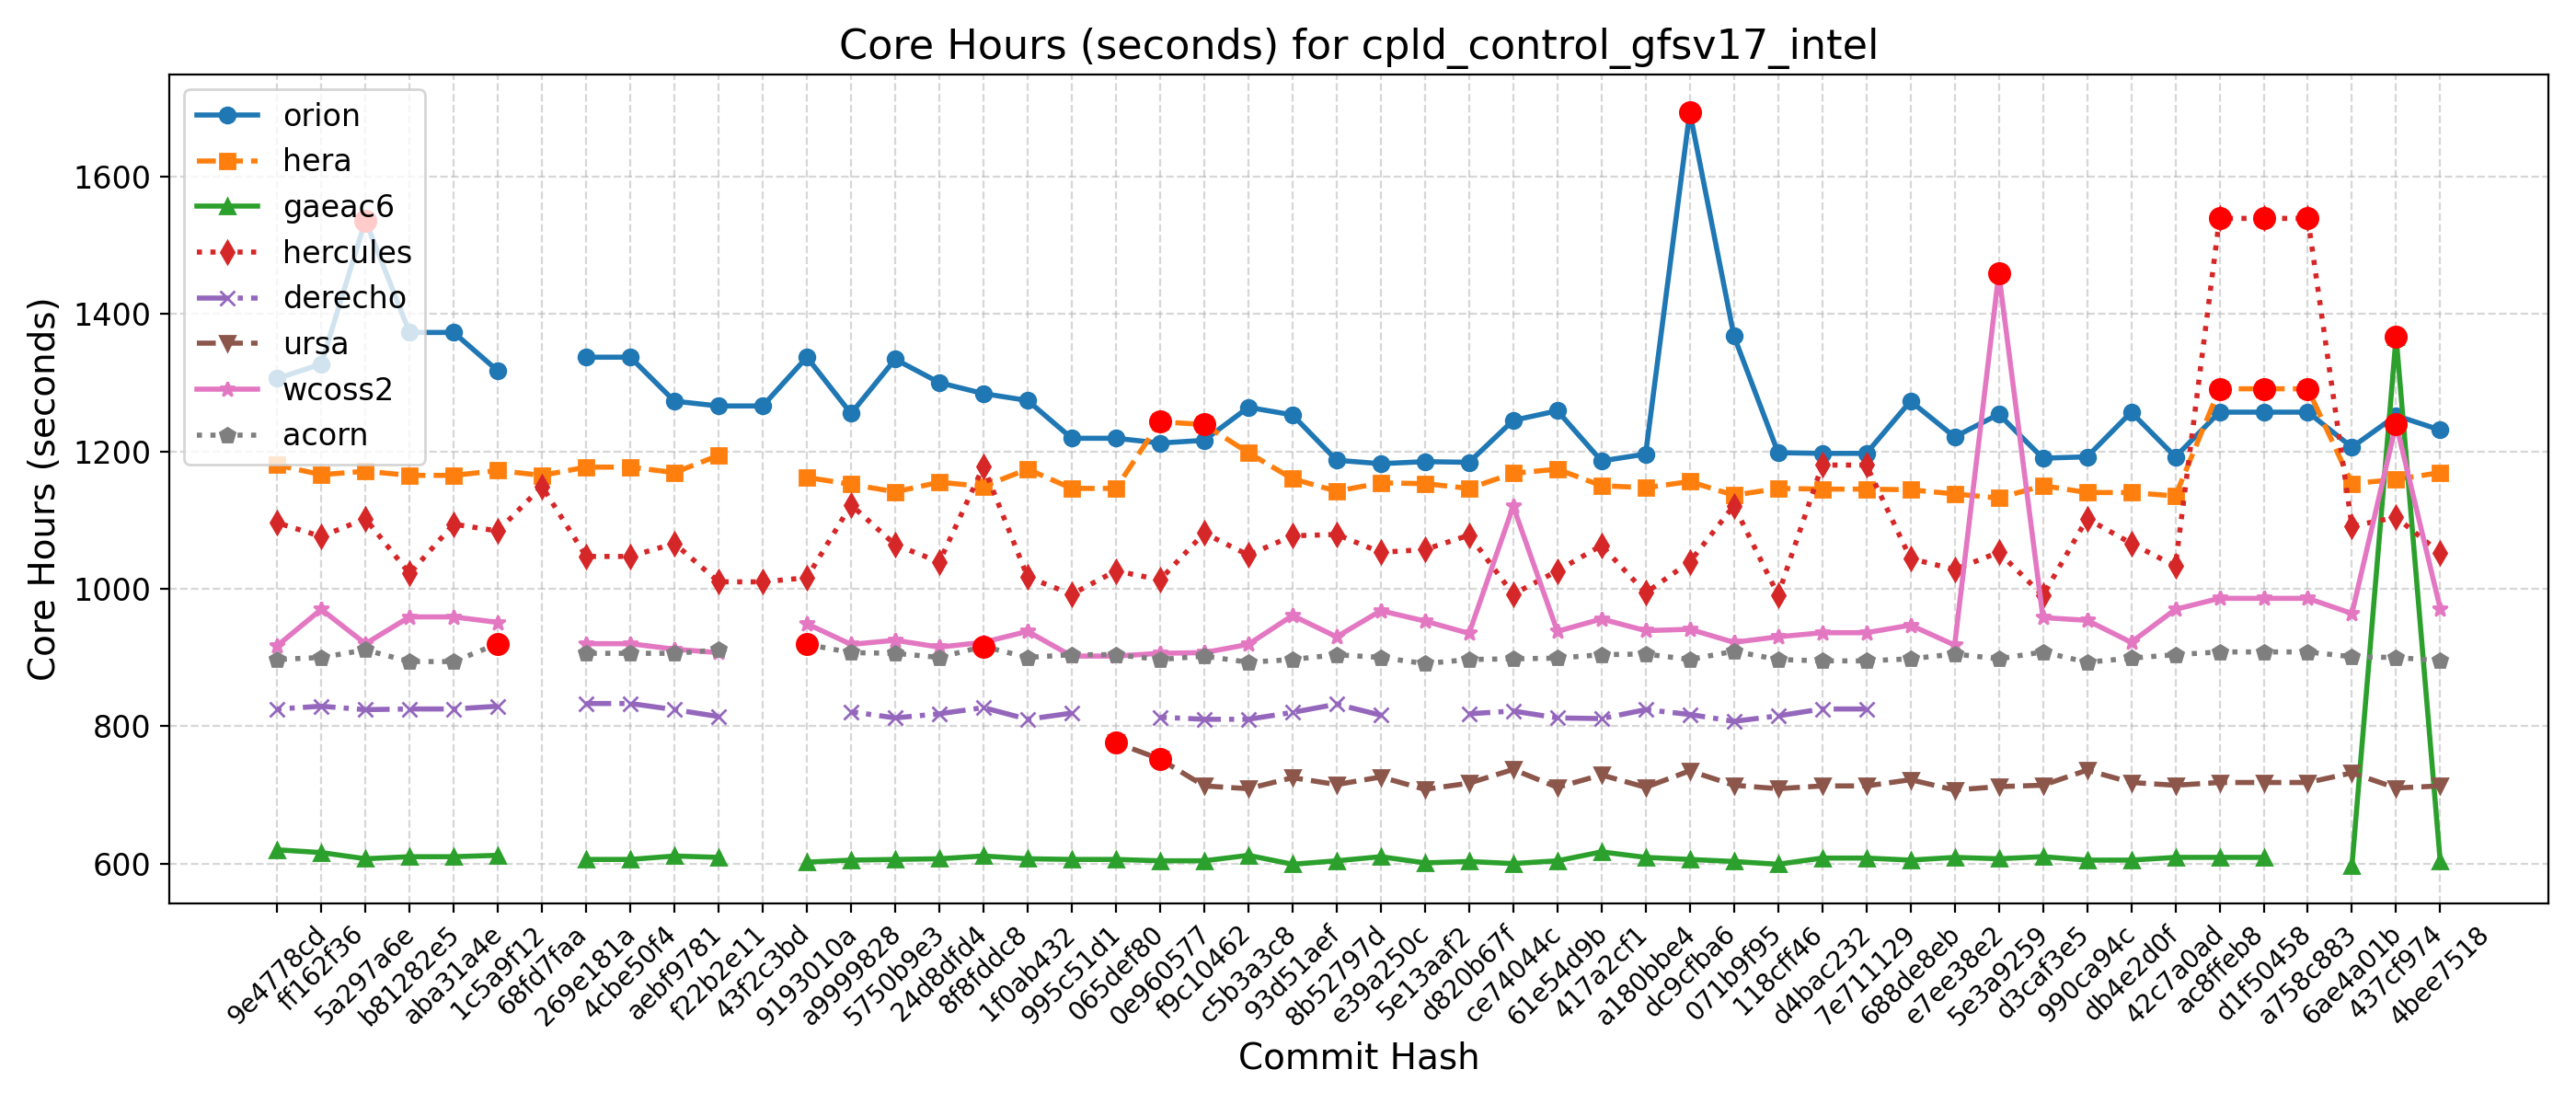 Core Hours (seconds) for cpld_control_gfsv17_intel
Core Hours (seconds)
1600
1400
1200
1000
800
600
orion
hera
gaeac6
hercules
derecho
ursa
wcoss2
acorn
9e4778cd
ff162f36
5a297a6e
b81282e5
aba31a4e
1c5a9f12
68fd7faa
269e181a
4cbe50f4
aebf9781
f22b2e11
43f2c3bd
9193010a
a9999828
5750b9e3
24d8dfd4
8f8fddc8
1f0ab432
995c51d1
065def80
0e960577
f9c10462
c5b3a3c8
93d51aef
8b52797d
e39a250c
5e13aaf2
d820b67f
ce74044c
61e54d9b
417a2cf1
a180bbe4
dc9cfba6
071b9f95
118cff46
d4bac232
7e711129
688de8eb
e7ee38e2
5e3a9259
d3caf3e5
990ca94c
db4e2d0f
42c7a0ad
ac8ffeb8
d1f50458
a758c883
6ae4a01b
437cf974
4bee7518
Commit Hash